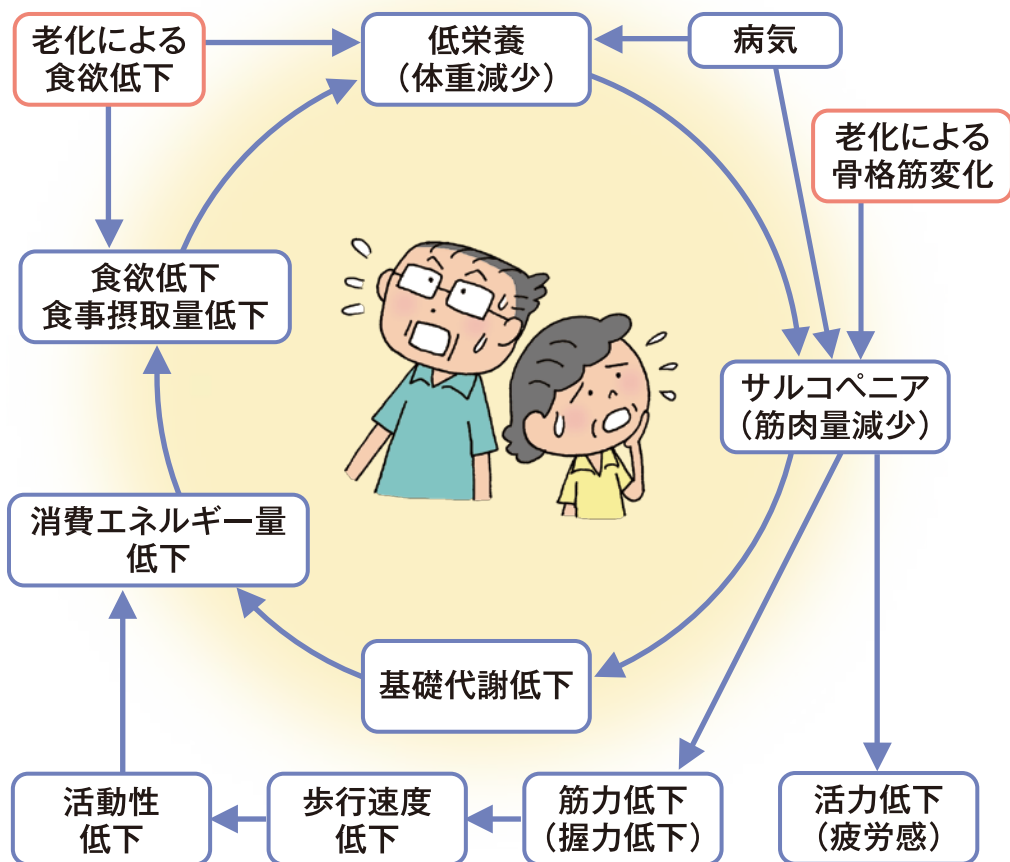 老化による
食欲低下
低栄養
（体重減少）
病気
老化による
骨格筋変化
食欲低下
食事摂取量低下
サルコペニア
（筋肉量減少）
消費エネルギー量
低下
基礎代謝低下
活動性
低下
歩行速度
低下
筋力低下
（握力低下）
活力低下
（疲労感）